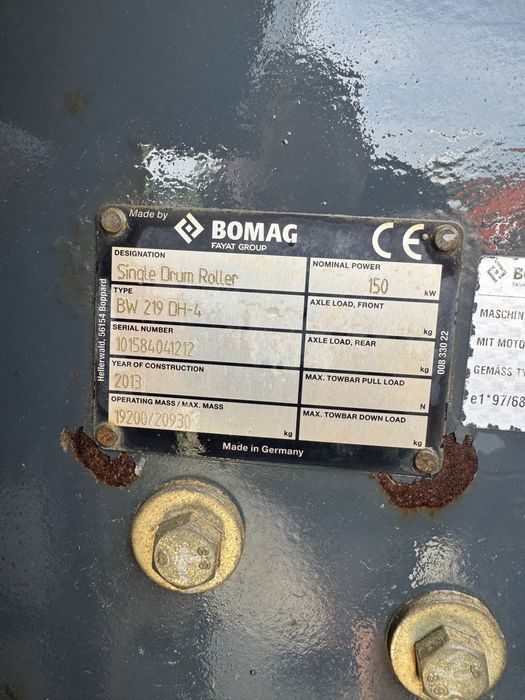 Made by
BOMAG
FAYAT GROUP
CE
DESIGNATION
Single Drum Roller
NOMINAL POWER
150 kW
TYPE
BW 219 DH-4
AXLE LOAD, FRONT
kg
SERIAL NUMBER
101584041212
AXLE LOAD, REAR
kg
YEAR OF CONSTRUCTION
2013
MAX. TOWBAR PULL LOAD
N
OPERATING MASS / MAX. MASS
19200/20930 kg
MAX. TOWBAR DOWN LOAD
kg
Made in Germany
Hellerwald, 56154 Boppard
008 330 22
BO
FAYAT
MASCHIN
MIT MOTO
GEMÄSS TY
e1*97/68
8.8